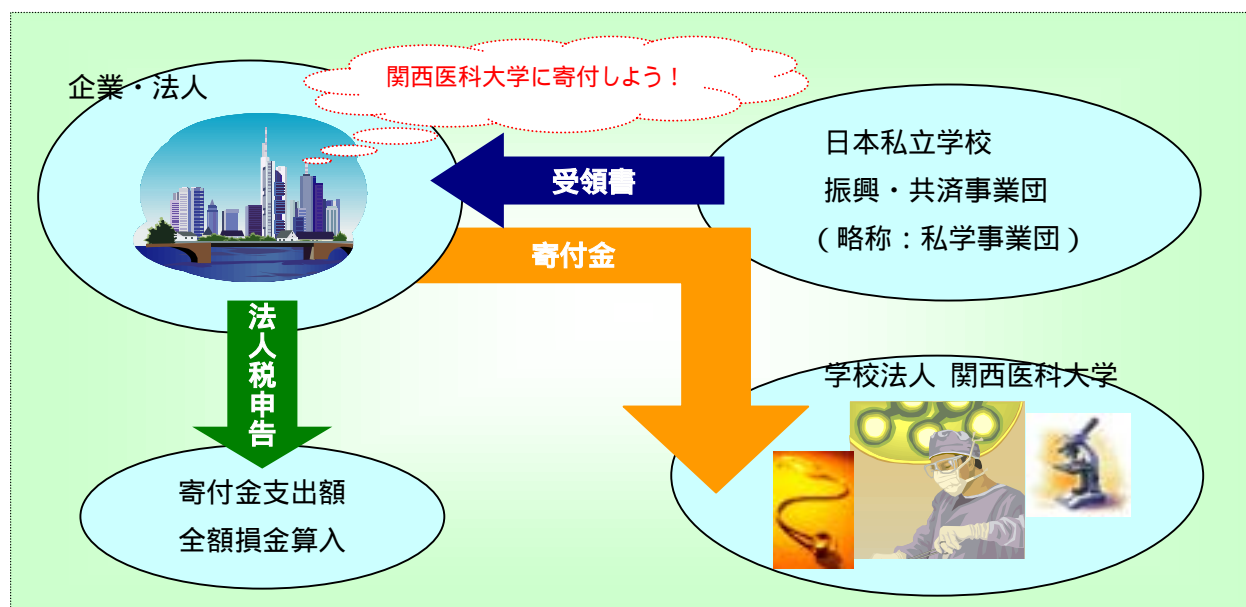 企業・法人
関西医科大学に寄付しよう！
日本私立学校
振興・共済事業団
（略称：私学事業団）
受領書
寄付金
法人税申告
学校法人 関西医科大学
寄付金支出額
全額損金算入